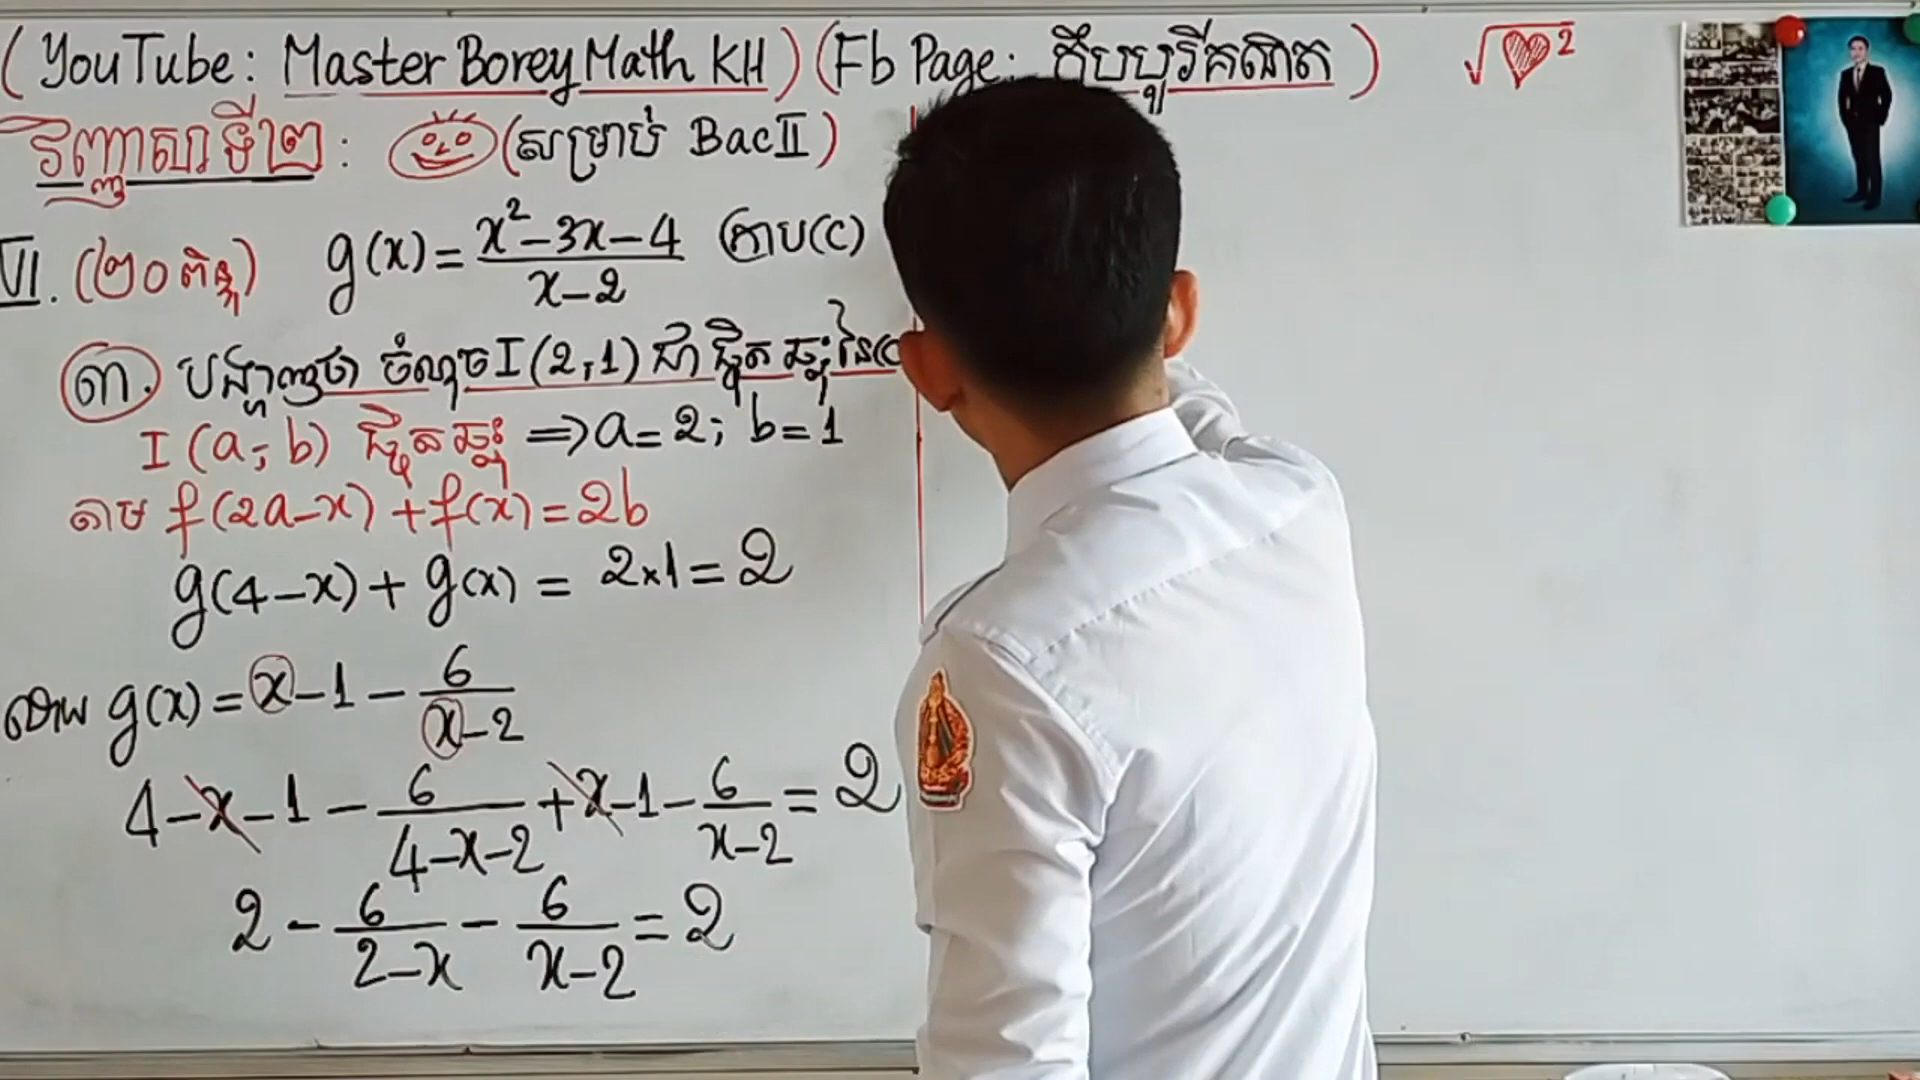 (YouTube: Master Borey Math KH) (Fb Page: គឹមបូរីគណិត) √♥²
វិញ្ញាសាទី២ : (សម្រាប់ BacII)
VI. (២០ពិន្ទុ) g(x) = (x²-3x-4)/(x-2) ក្រាប(C)
៣. បង្ហាញថា ចំណុចI(2,1) ជាផ្ចិតឆ្លុះនៃ(C
I(a;b) ផ្ចិតឆ្លុះ ⟹ a=2; b=1
តាម f(2a-x)+f(x)=2b
g(4-x)+g(x) = 2×1=2
ដោយ g(x)=x-1-6/(x-2)
4-x-1-6/(4-x-2)+x-1-6/(x-2)=2
2-6/(2-x)-6/(x-2)=2